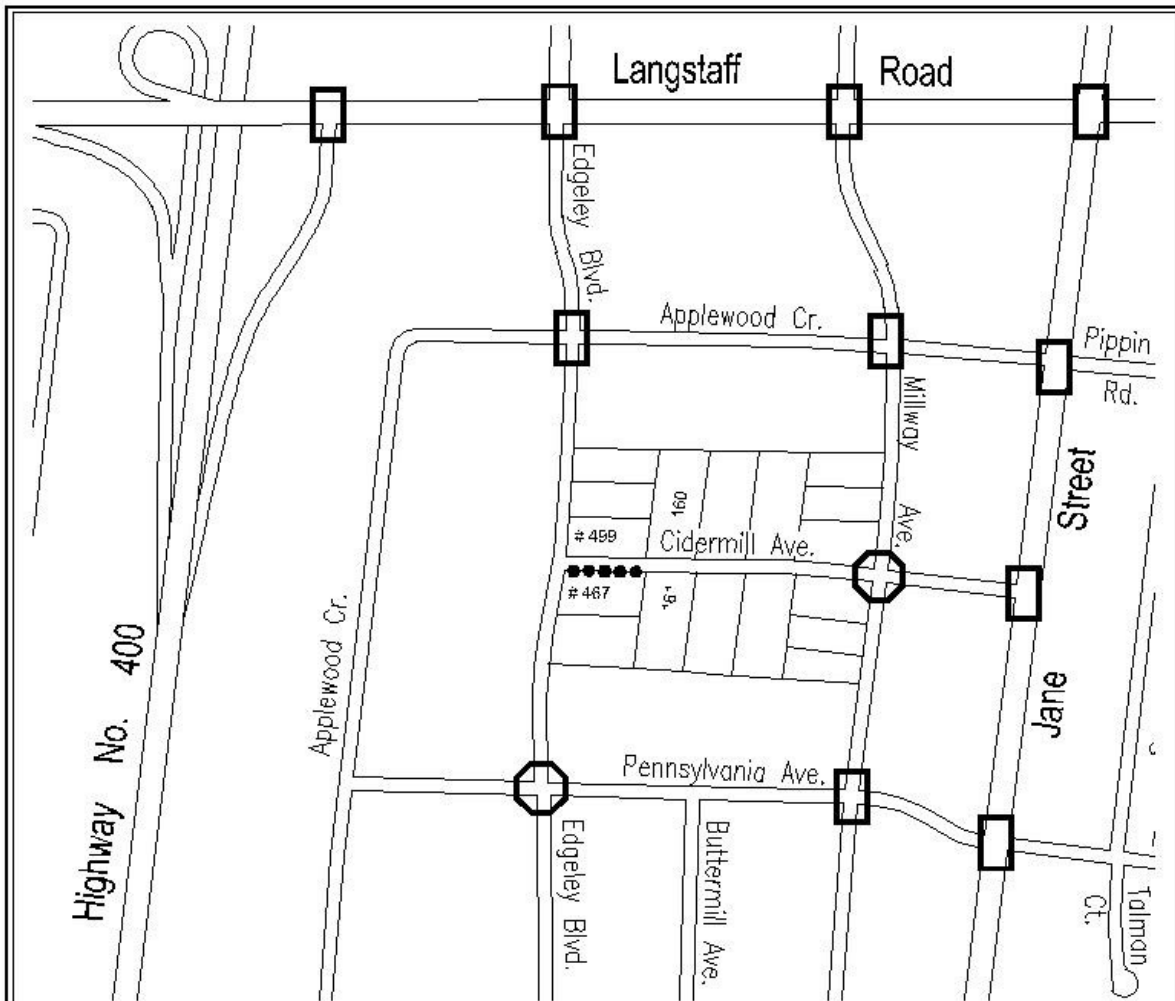 Langstaff Road
Edgeley Blvd.
Applewood Cr.
Pippin
Rd.
Millway
Ave.
Street
160
# 499
Cidermill Ave.
# 467
Applewood Cr.
Highway No. 400
Jane
Pennsylvania Ave.
Edgeley Blvd.
Buttermill Ave.
Talman
Ct.